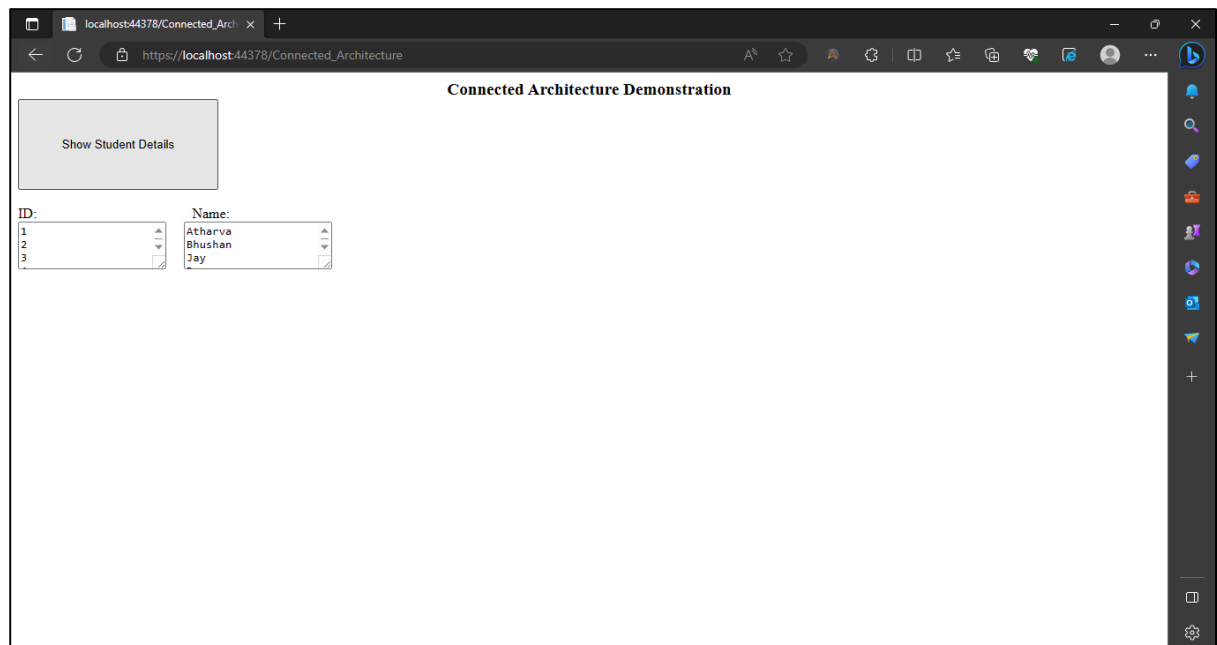 localhost:44378/Connected_Arch
https://localhost:44378/Connected_Architecture
Connected Architecture Demonstration
Show Student Details
ID:
Name:
1
2
3
Atharva
Bhushan
Jay